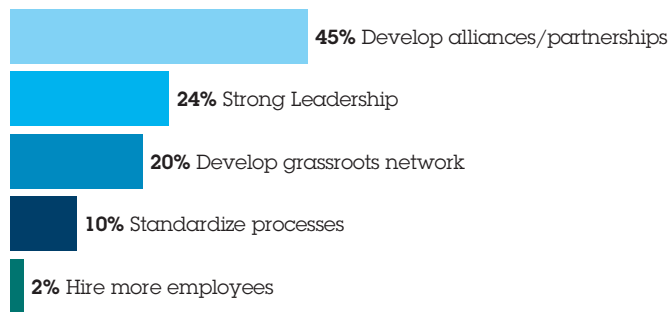 45% Develop alliances/partnerships
24% Strong Leadership
20% Develop grassroots network
10% Standardize processes
2% Hire more employees